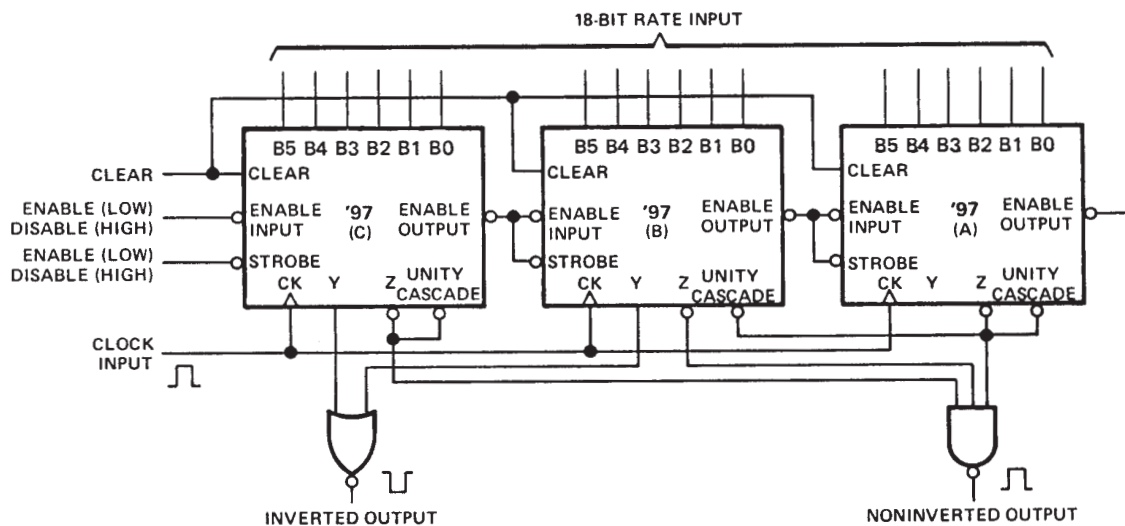 18-BIT RATE INPUT
B5 B4 B3 B2 B1 B0
B5 B4 B3 B2 B1 B0
B5 B4 B3 B2 B1 B0
CLEAR
CLEAR
CLEAR
CLEAR
ENABLE (LOW)
DISABLE (HIGH)
ENABLE
INPUT
'97
(C)
ENABLE
OUTPUT
ENABLE
INPUT
'97
(B)
ENABLE
OUTPUT
ENABLE
INPUT
'97
(A)
ENABLE
OUTPUT
ENABLE (LOW)
DISABLE (HIGH)
STROBE
STROBE
STROBE
CK Y Z UNITY
CASCADE
CK Y Z UNITY
CASCADE
CK Y Z UNITY
CASCADE
CLOCK
INPUT
INVERTED OUTPUT
NONINVERTED OUTPUT